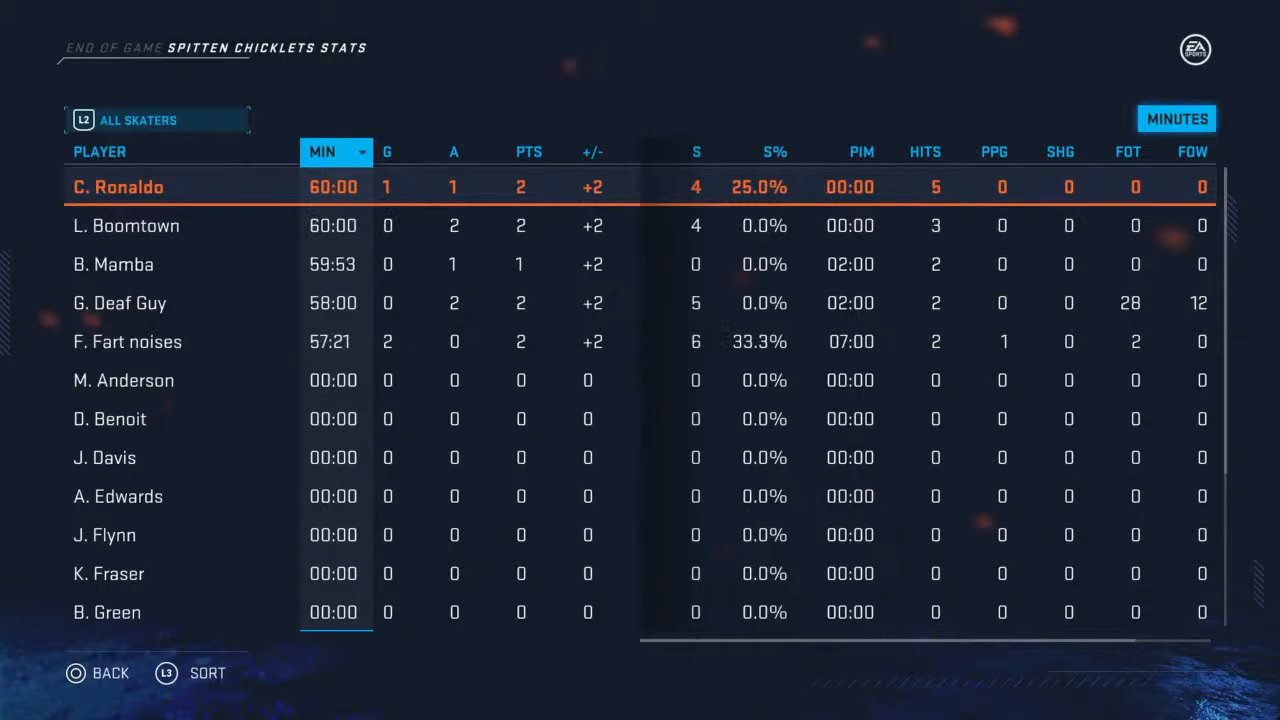 END OF GAME SPITTEN CHICKLETS STATS
EA SPORTS
L2 ALL SKATERS
MINUTES
PLAYER MIN G A PTS +/- S S% PIM HITS PPG SHG FOT FOW
C. Ronaldo 60:00 1 1 2 +2 4 25.0% 00:00 5 0 0 0 0
L. Boomtown 60:00 0 2 2 +2 4 0.0% 00:00 3 0 0 0 0
B. Mamba 59:53 0 1 1 +2 0 0.0% 02:00 2 0 0 0 0
G. Deaf Guy 58:00 0 2 2 +2 5 0.0% 02:00 2 0 0 28 12
F. Fart noises 57:21 2 0 2 +2 6 33.3% 07:00 2 1 0 2 0
M. Anderson 00:00 0 0 0 0 0 0.0% 00:00 0 0 0 0 0
D. Benoit 00:00 0 0 0 0 0 0.0% 00:00 0 0 0 0 0
J. Davis 00:00 0 0 0 0 0 0.0% 00:00 0 0 0 0 0
A. Edwards 00:00 0 0 0 0 0 0.0% 00:00 0 0 0 0 0
J. Flynn 00:00 0 0 0 0 0 0.0% 00:00 0 0 0 0 0
K. Fraser 00:00 0 0 0 0 0 0.0% 00:00 0 0 0 0 0
B. Green 00:00 0 0 0 0 0 0.0% 00:00 0 0 0 0 0
BACK L3 SORT